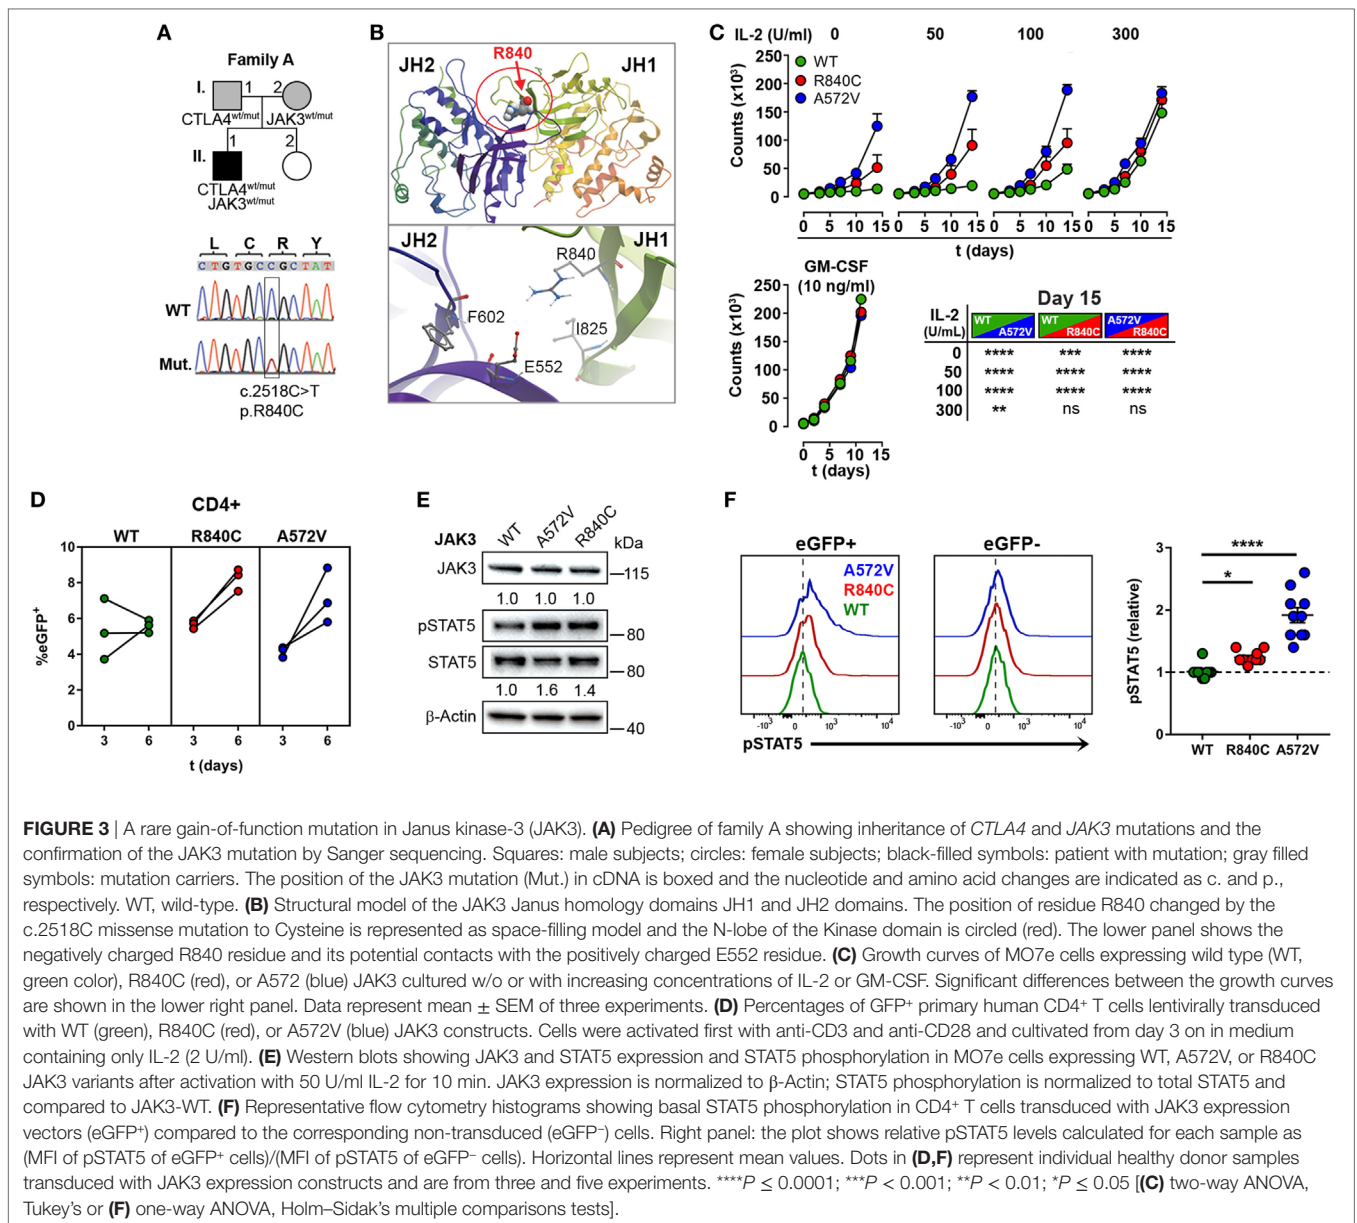 A
Family A
I.
1
2
CTLA4wt/mut JAK3wt/mut
1
2
II.
CTLA4wt/mut
JAK3wt/mut
L C R Y
C T G T G C C G C T A T
WT
Mut.
c.2518C>T
p.R840C
B
R840
JH2
JH1
JH2
JH1
R840
F602
I825
E552
C
IL-2 (U/ml) 0 50 100 300
WT
R840C
A572V
Counts (x10³)
250
200
150
100
50
0
0 5 10 15 0 5 10 15 0 5 10 15 0 5 10 15
t (days)
GM-CSF
(10 ng/ml)
Counts (x10³)
250
200
150
100
50
0
0 5 10 15
t (days)
Day 15
IL-2
(U/mL)
WT A572V WT R840C A572V R840C
0 **** *** ****
50 **** **** ****
100 **** **** ****
300 ** ns ns
D
CD4+
WT R840C A572V
%eGFP+
10
8
6
4
2
0
3 6 3 6 3 6
t (days)
E
JAK3 WT A572V R840C kDa
JAK3 115
1.0 1.0 1.0
pSTAT5 80
STAT5 80
1.0 1.6 1.4
β-Actin 40
F
eGFP+ eGFP-
A572V
R840C
WT
-10³ 0 10³ 10⁴ -10³ 0 10³ 10⁴
pSTAT5
pSTAT5 (relative)
3
2
1
0
****
*
WT R840C A572V
FIGURE 3 | A rare gain-of-function mutation in Janus kinase-3 (JAK3). (A) Pedigree of family A showing inheritance of CTLA4 and JAK3 mutations and the
confirmation of the JAK3 mutation by Sanger sequencing. Squares: male subjects; circles: female subjects; black-filled symbols: patient with mutation; gray filled
symbols: mutation carriers. The position of the JAK3 mutation (Mut.) in cDNA is boxed and the nucleotide and amino acid changes are indicated as c. and p.,
respectively. WT, wild-type. (B) Structural model of the JAK3 Janus homology domains JH1 and JH2 domains. The position of residue R840 changed by the
c.2518C missense mutation to Cysteine is represented as space-filling model and the N-lobe of the Kinase domain is circled (red). The lower panel shows the
negatively charged R840 residue and its potential contacts with the positively charged E552 residue. (C) Growth curves of MO7e cells expressing wild type (WT,
green color), R840C (red), or A572 (blue) JAK3 cultured w/o or with increasing concentrations of IL-2 or GM-CSF. Significant differences between the growth curves
are shown in the lower right panel. Data represent mean ± SEM of three experiments. (D) Percentages of GFP+ primary human CD4+ T cells lentivirally transduced
with WT (green), R840C (red), or A572V (blue) JAK3 constructs. Cells were activated first with anti-CD3 and anti-CD28 and cultivated from day 3 on in medium
containing only IL-2 (2 U/ml). (E) Western blots showing JAK3 and STAT5 expression and STAT5 phosphorylation in MO7e cells expressing WT, A572V, or R840C
JAK3 variants after activation with 50 U/ml IL-2 for 10 min. JAK3 expression is normalized to β-Actin; STAT5 phosphorylation is normalized to total STAT5 and
compared to JAK3-WT. (F) Representative flow cytometry histograms showing basal STAT5 phosphorylation in CD4+ T cells transduced with JAK3 expression
vectors (eGFP+) compared to the corresponding non-transduced (eGFP−) cells. Right panel: the plot shows relative pSTAT5 levels calculated for each sample as
(MFI of pSTAT5 of eGFP+ cells)/(MFI of pSTAT5 of eGFP− cells). Horizontal lines represent mean values. Dots in (D,F) represent individual healthy donor samples
transduced with JAK3 expression constructs and are from three and five experiments. ****P ≤ 0.0001; ***P < 0.001; **P < 0.01; *P ≤ 0.05 [(C) two-way ANOVA,
Tukey's or (F) one-way ANOVA, Holm–Sidak's multiple comparisons tests].